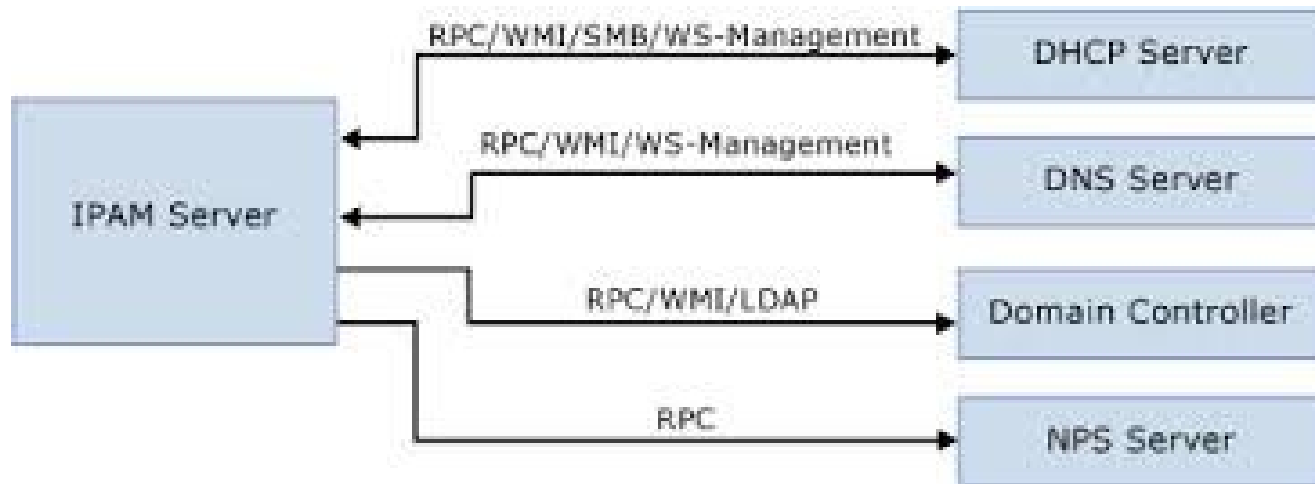 RPC/WMI/SMB/WS-Management
DHCP Server
RPC/WMI/WS-Management
DNS Server
IPAM Server
RPC/WMI/LDAP
Domain Controller
RPC
NPS Server